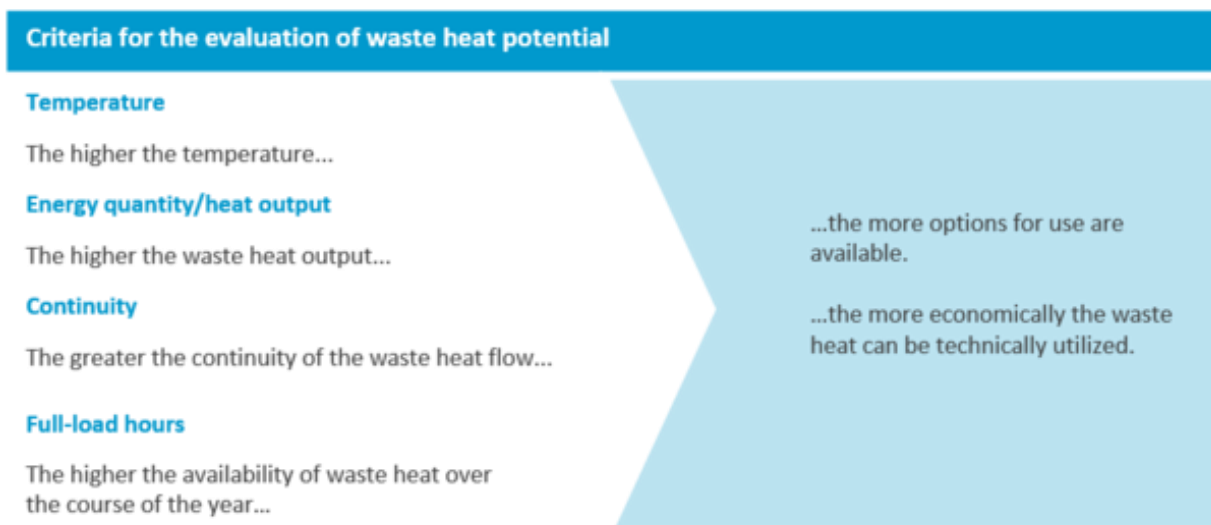 Criteria for the evaluation of waste heat potential
Temperature
The higher the temperature...
Energy quantity/heat output
The higher the waste heat output...
Continuity
The greater the continuity of the waste heat flow...
Full-load hours
The higher the availability of waste heat over
the course of the year...
...the more options for use are
available.
...the more economically the waste
heat can be technically utilized.